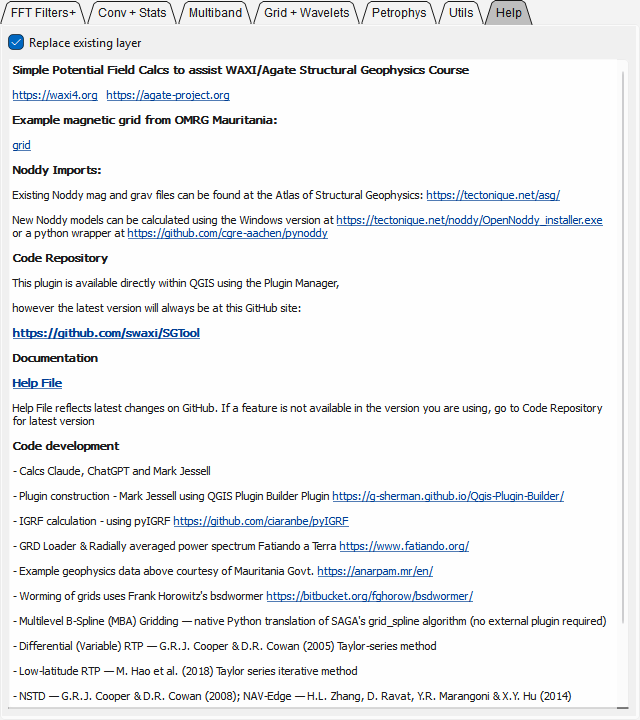 FFT Filters+ Conv + Stats Multiband Grid + Wavelets Petrophys Utils Help
Replace existing layer
Simple Potential Field Calcs to assist WAXI/Agate Structural Geophysics Course
https://waxi4.org https://agate-project.org
Example magnetic grid from OMRG Mauritania:
grid
Noddy Imports:
Existing Noddy mag and grav files can be found at the Atlas of Structural Geophysics: https://tectonique.net/asg/
New Noddy models can be calculated using the Windows version at https://tectonique.net/noddy/OpenNoddy_installer.exe
or a python wrapper at https://github.com/cgre-aachen/pynoddy
Code Repository
This plugin is available directly within QGIS using the Plugin Manager,
however the latest version will always be at this GitHub site:
https://github.com/swaxi/SGTool
Documentation
Help File
Help File reflects latest changes on GitHub. If a feature is not available in the version you are using, go to Code Repository
for latest version
Code development
- Calcs Claude, ChatGPT and Mark Jessell
- Plugin construction - Mark Jessell using QGIS Plugin Builder Plugin https://g-sherman.github.io/Qgis-Plugin-Builder/
- IGRF calculation - using pyIGRF https://github.com/ciaranbe/pyIGRF
- GRD Loader & Radially averaged power spectrum Fatiando a Terra https://www.fatiando.org/
- Example geophysics data above courtesy of Mauritania Govt. https://anarpam.mr/en/
- Worming of grids uses Frank Horowitz's bsdwormer https://bitbucket.org/fghorow/bsdwormer/
- Multilevel B-Spline (MBA) Gridding — native Python translation of SAGA's grid_spline algorithm (no external plugin required)
- Differential (Variable) RTP — G.R.J. Cooper & D.R. Cowan (2005) Taylor-series method
- Low-latitude RTP — M. Hao et al. (2018) Taylor series iterative method
- NSTD — G.R.J. Cooper & D.R. Cowan (2008); NAV-Edge — H.L. Zhang, D. Ravat, Y.R. Marangoni & X.Y. Hu (2014)